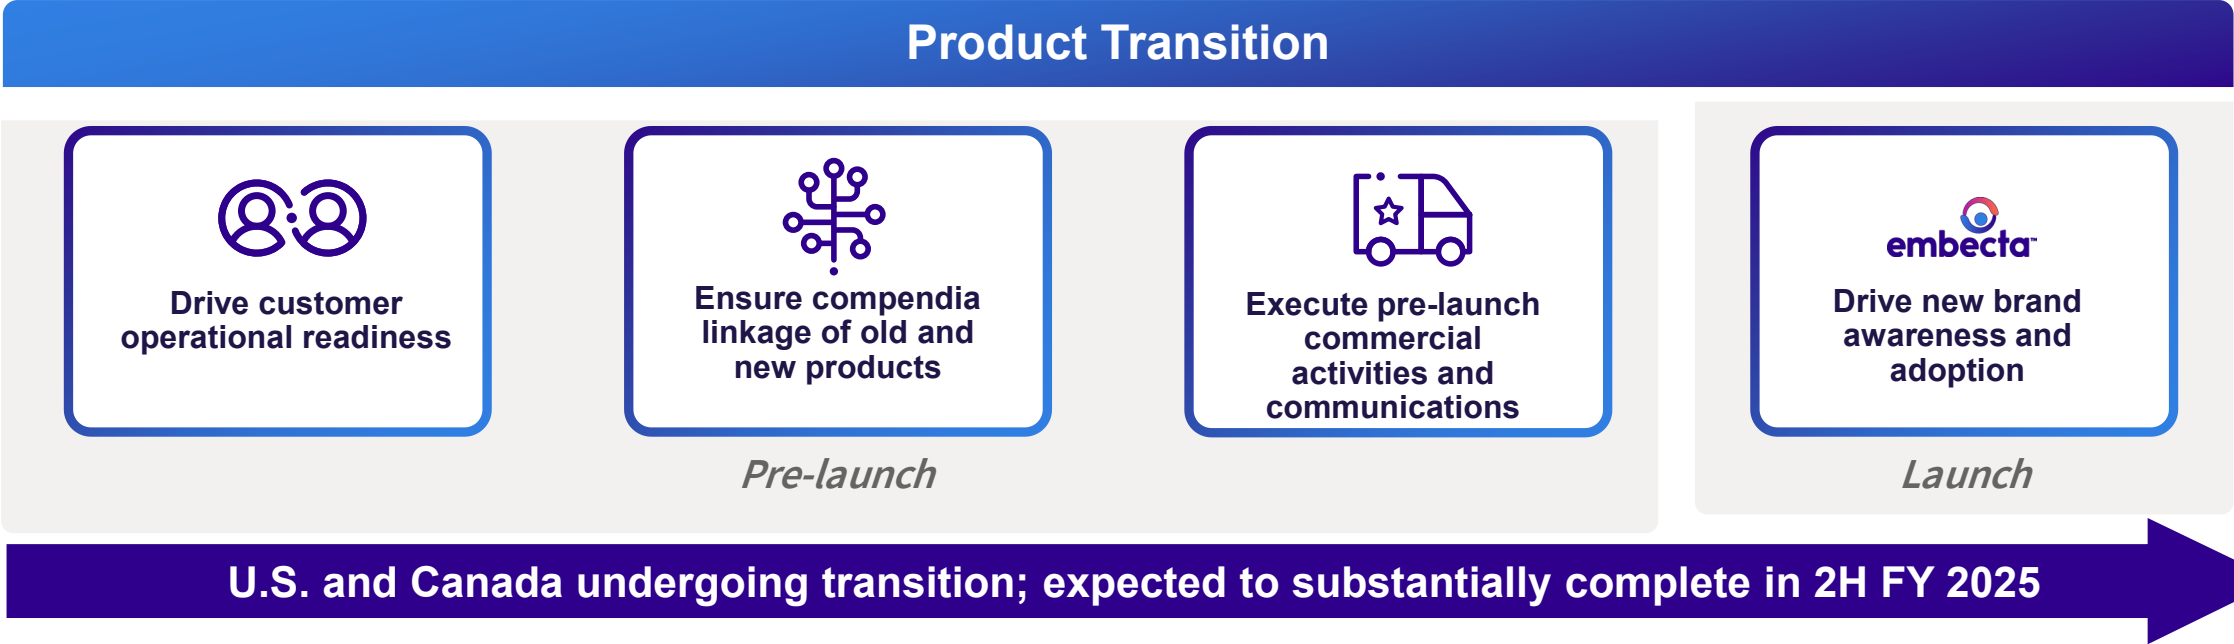 Product Transition
Drive customer
operational readiness
Ensure compendia
linkage of old and
new products
Execute pre-launch
commercial
activities and
communications
Pre-launch
embecta™
Drive new brand
awareness and
adoption
Launch
U.S. and Canada undergoing transition; expected to substantially complete in 2H FY 2025